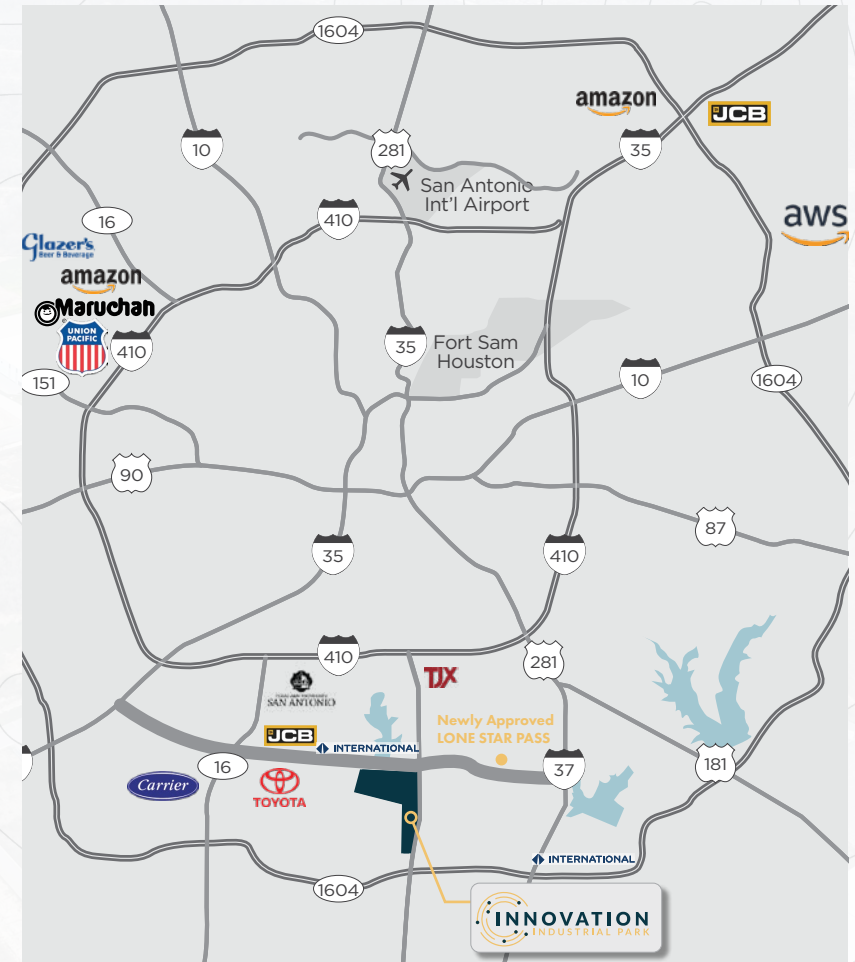 1604
amazon
JCB
10
281
35
San Antonio
Int'l Airport
16
410
aws
Glazer's
Beer & Beverage
amazon
Maruchan
UNION
PACIFIC
410
35
Fort Sam
Houston
151
10
1604
90
87
35
410
410
281
TJX
SAN ANTONIO
Newly Approved
LONE STAR PASS
JCB
INTERNATIONAL
16
37
181
Carrier
TOYOTA
INTERNATIONAL
1604
INNOVATION
INDUSTRIAL PARK